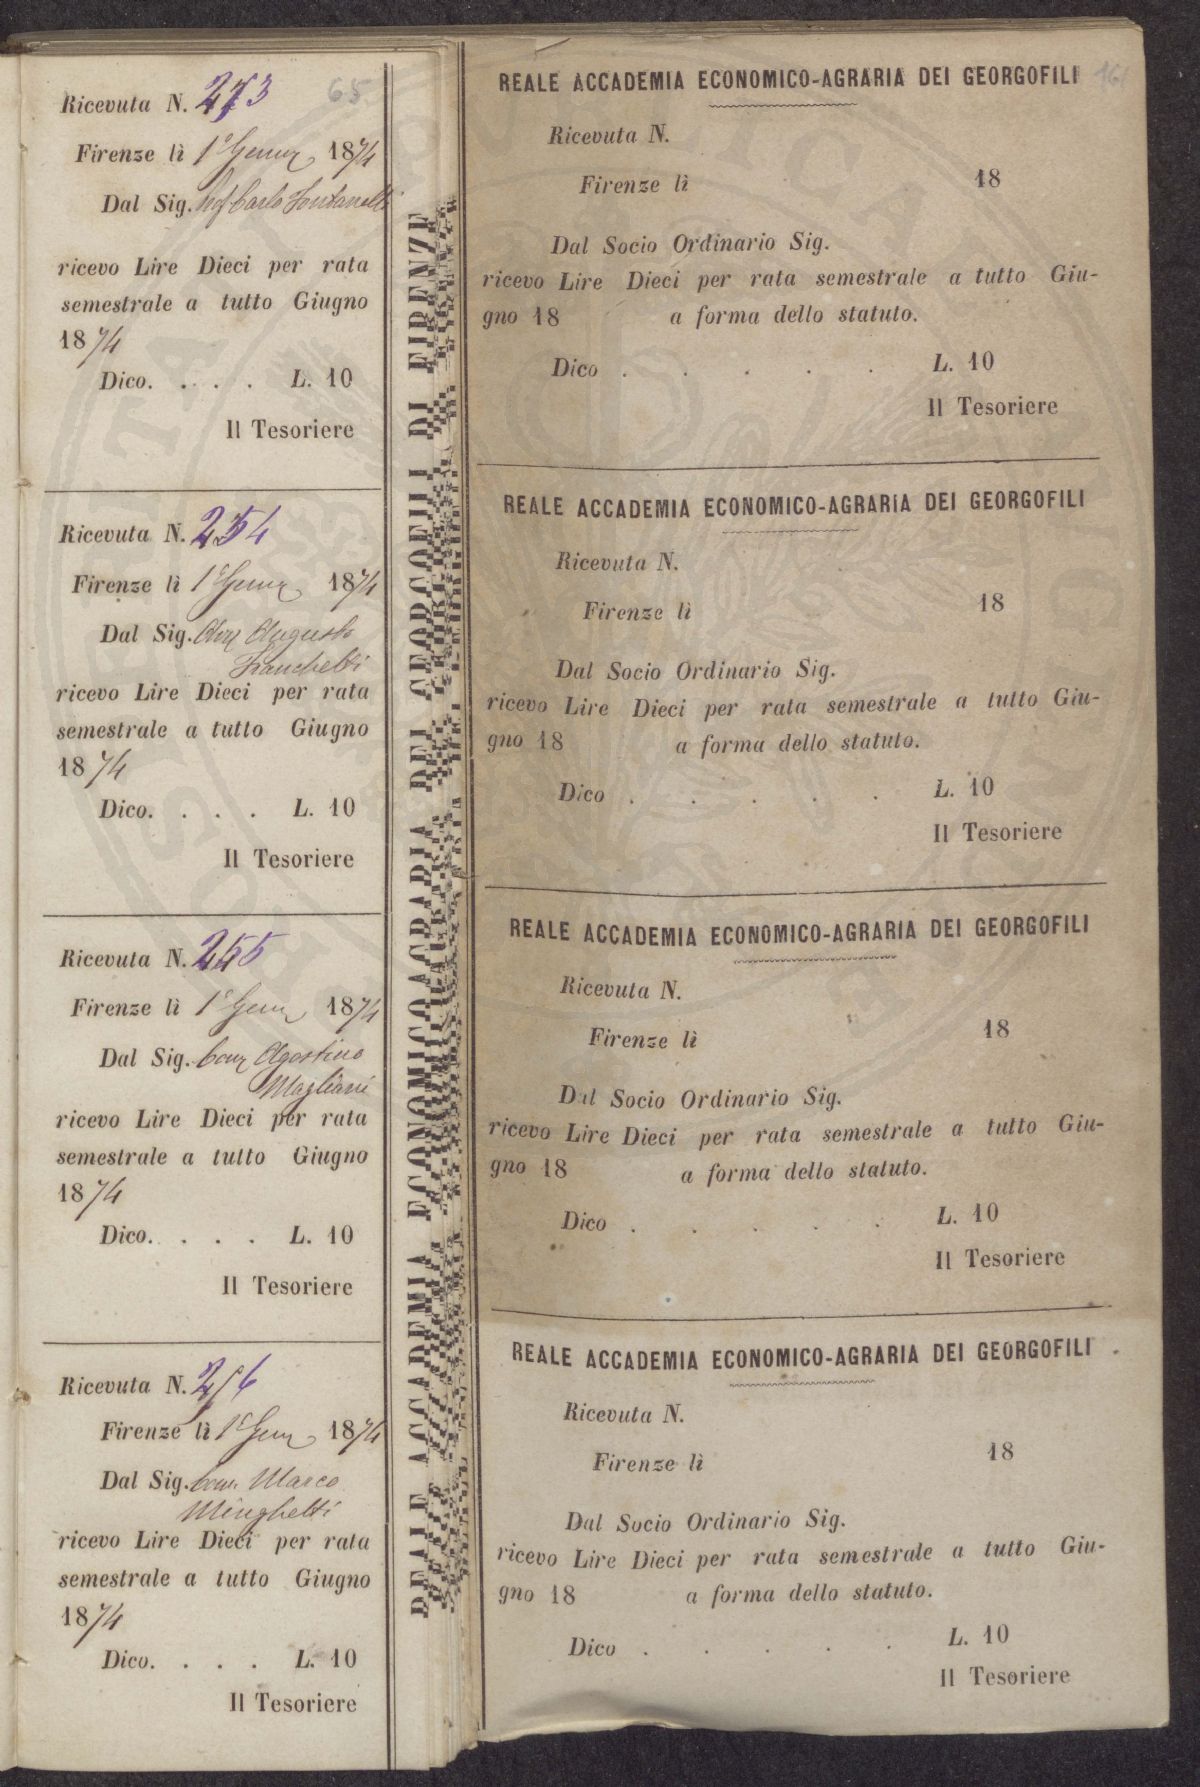 65
Ricevuta N. 253
Firenze lì 1° Genn 1874
Dal Sig. Prof Carlo Fontanelli
ricevo Lire Dieci per rata
semestrale a tutto Giugno
1874
Dico. . . . L. 10
Il Tesoriere
Ricevuta N. 254
Firenze lì 1° Genn 1874
Dal Sig. Augusto
Franchetti
ricevo Lire Dieci per rata
semestrale a tutto Giugno
1874
Dico. . . . L. 10
Il Tesoriere
Ricevuta N. 255
Firenze lì 1° Genn 1874
Dal Sig. Agostino
Magliani
ricevo Lire Dieci per rata
semestrale a tutto Giugno
1874
Dico. . . . L. 10
Il Tesoriere
Ricevuta N. 256
Firenze lì 1° Genn 1874
Dal Sig. Marco
Minghetti
ricevo Lire Dieci per rata
semestrale a tutto Giugno
1874
Dico. . . . L. 10
Il Tesoriere
REALE ACCADEMIA ECONOMICO AGRARIA DEI GEORGOFILI DI FIRENZE
REALE ACCADEMIA ECONOMICO-AGRARIA DEI GEORGOFILI
Ricevuta N.
Firenze lì 18
Dal Socio Ordinario Sig.
ricevo Lire Dieci per rata semestrale a tutto Giu-
gno 18 a forma dello statuto.
Dico . . . . . L. 10
Il Tesoriere
REALE ACCADEMIA ECONOMICO-AGRARIA DEI GEORGOFILI
Ricevuta N.
Firenze lì 18
Dal Socio Ordinario Sig.
ricevo Lire Dieci per rata semestrale a tutto Giu-
gno 18 a forma dello statuto.
Dico . . . . . L. 10
Il Tesoriere
REALE ACCADEMIA ECONOMICO-AGRARIA DEI GEORGOFILI
Ricevuta N.
Firenze lì 18
Dal Socio Ordinario Sig.
ricevo Lire Dieci per rata semestrale a tutto Giu-
gno 18 a forma dello statuto.
Dico . . . . . L. 10
Il Tesoriere
REALE ACCADEMIA ECONOMICO-AGRARIA DEI GEORGOFILI
Ricevuta N.
Firenze lì 18
Dal Socio Ordinario Sig.
ricevo Lire Dieci per rata semestrale a tutto Giu-
gno 18 a forma dello statuto.
Dico . . . . . L. 10
Il Tesoriere